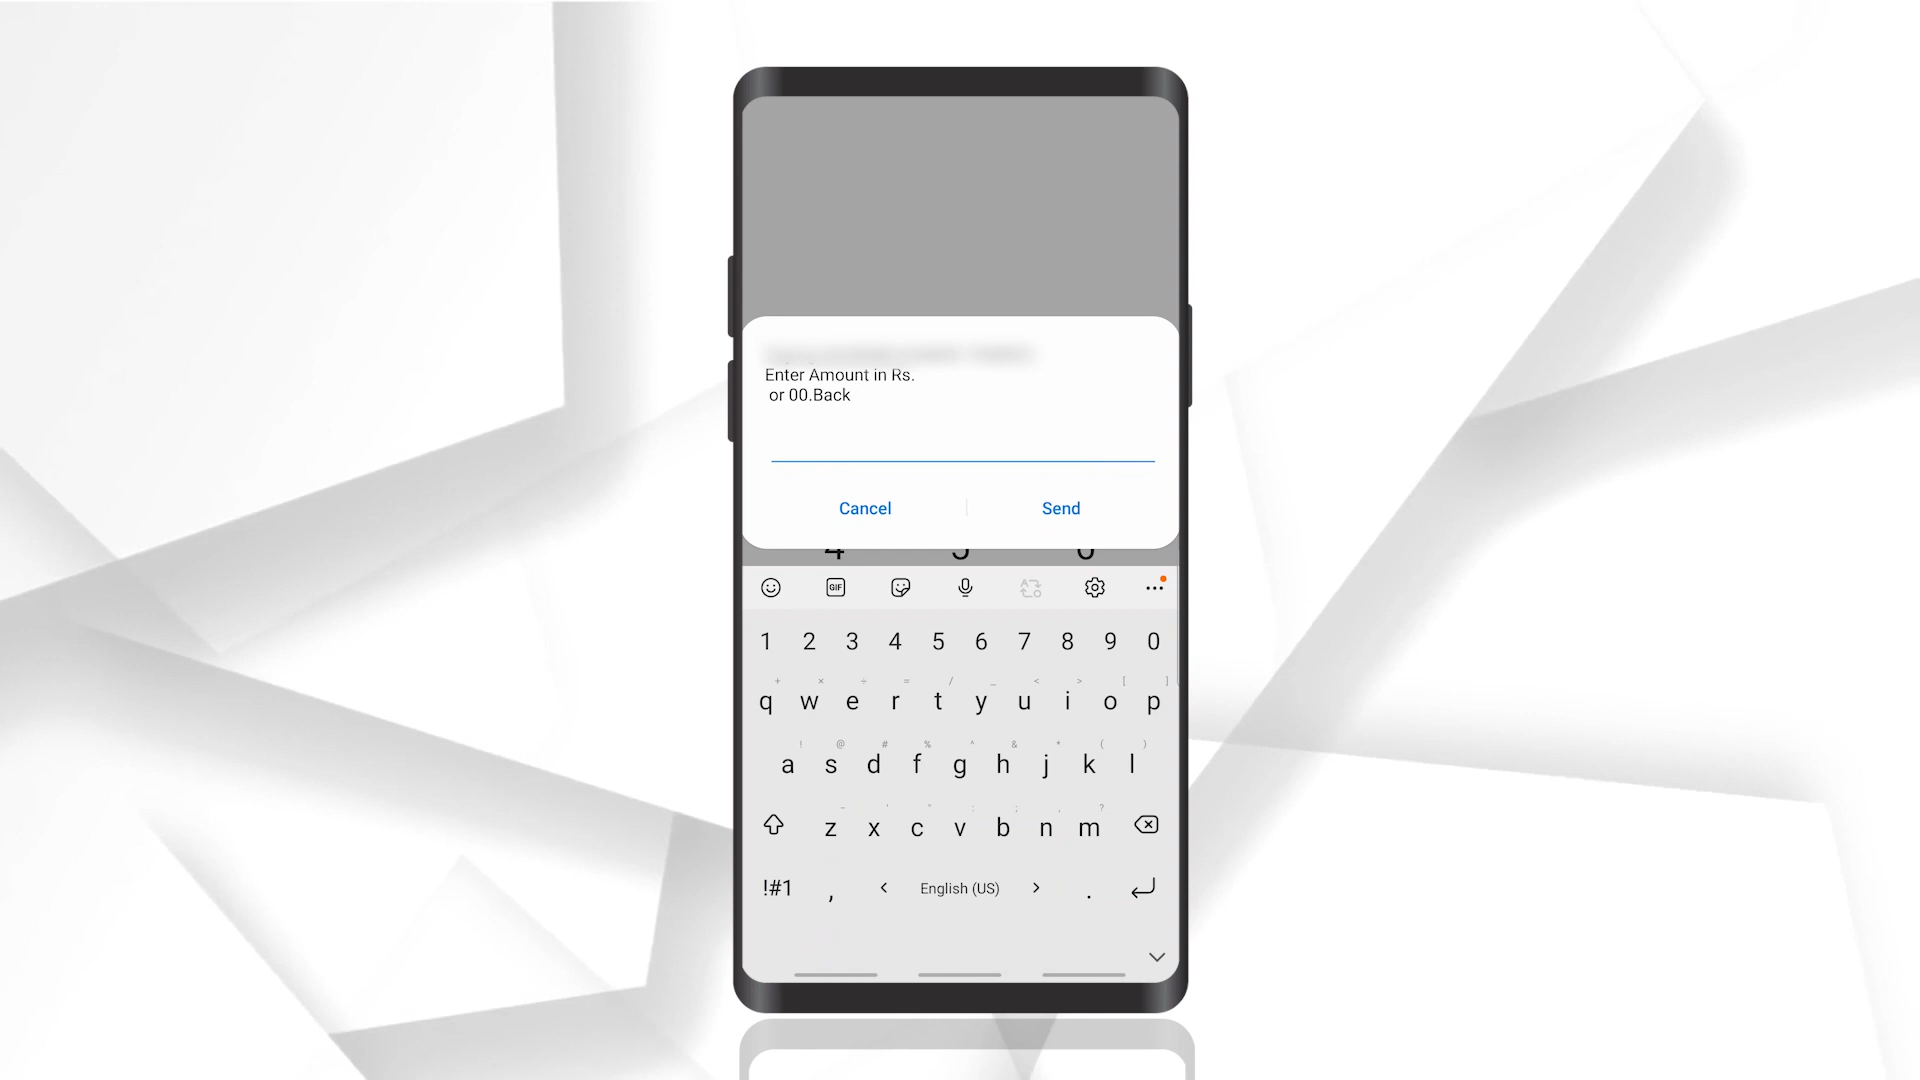 Enter Amount in Rs.
or 00.Back
Cancel
Send
GIF
1 2 3 4 5 6 7 8 9 0
+ × ÷ = / _ < > [ ]
q w e r t y u i o p
! @ # % ^ & * ( )
a s d f g h j k l
- ' " : ; , ?
z x c v b n m
!#1 , < English (US) > .